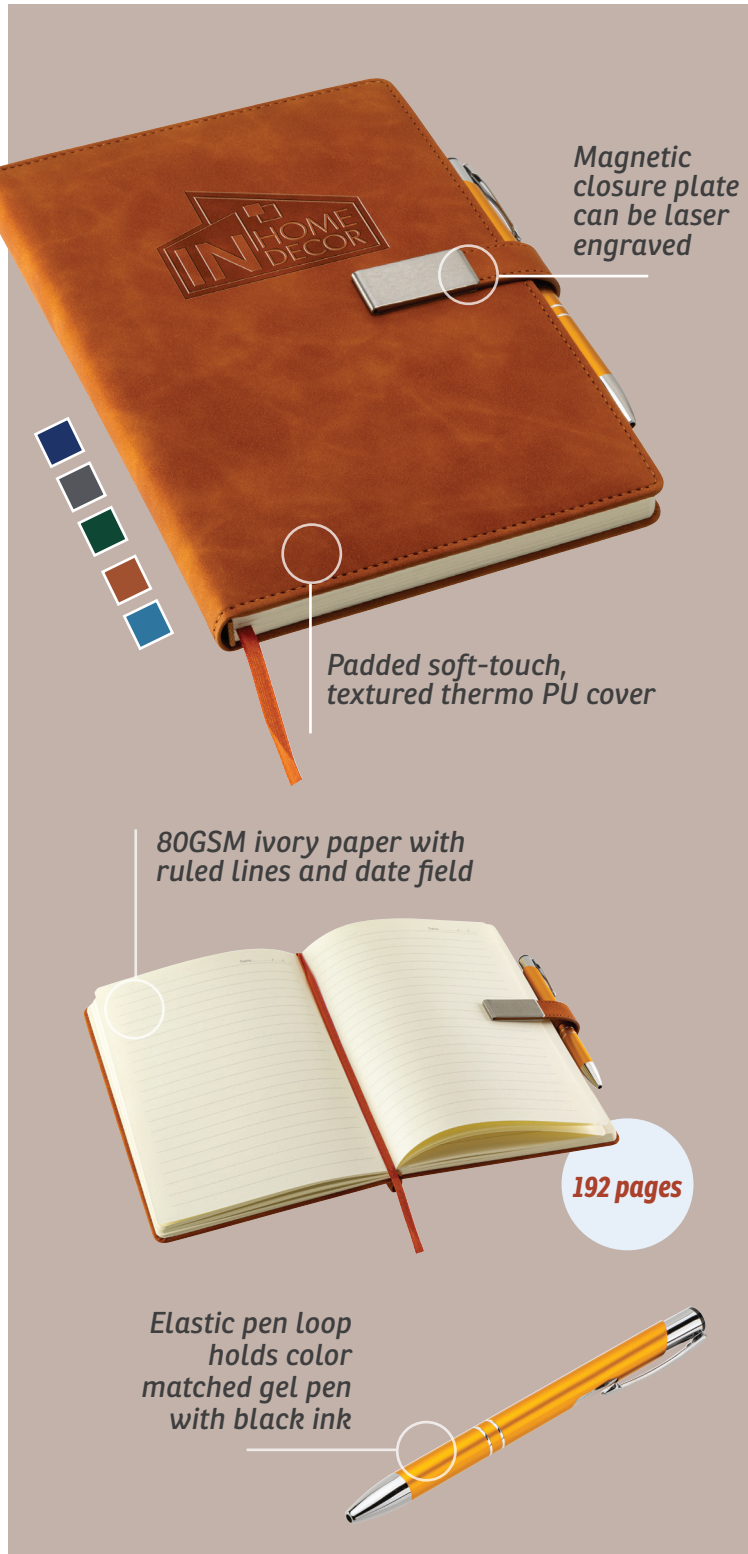 IN HOME
DECOR
Magnetic
closure plate
can be laser
engraved
Padded soft-touch,
textured thermo PU cover
80GSM ivory paper with
ruled lines and date field
192 pages
Elastic pen loop
holds color
matched gel pen
with black ink